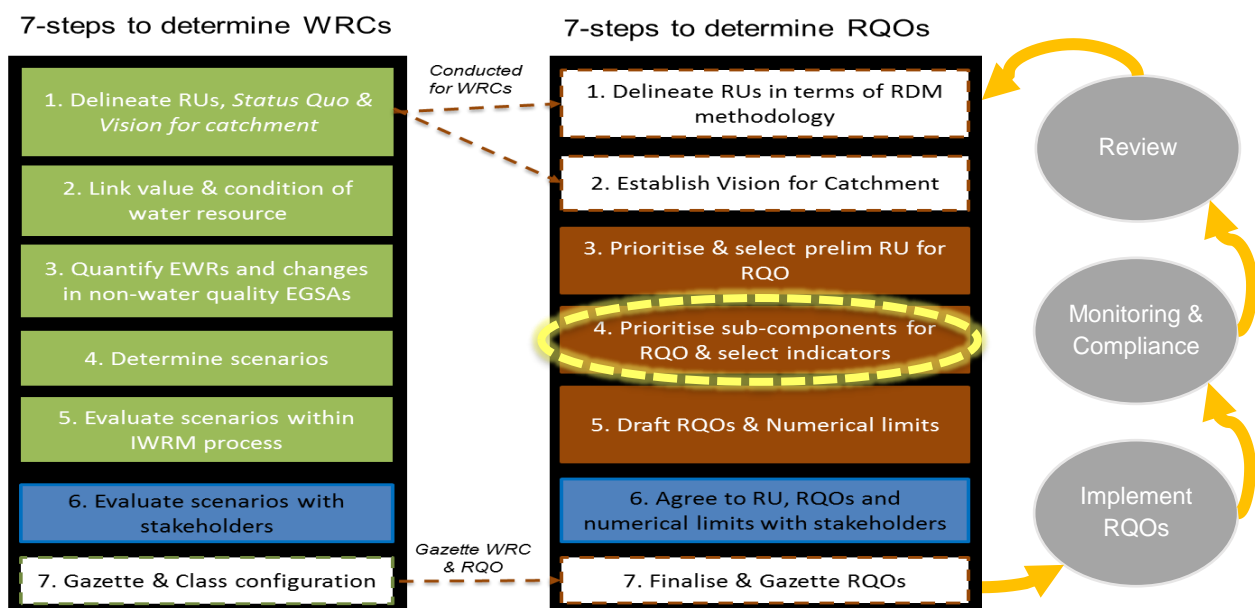 7-steps to determine WRCs
1. Delineate RUs, Status Quo &
Vision for catchment
2. Link value & condition of
water resource
3. Quantify EWRs and changes
in non-water quality EGSAs
4. Determine scenarios
5. Evaluate scenarios within
IWRM process
6. Evaluate scenarios with
stakeholders
7. Gazette & Class configuration
Conducted
for WRCs
Gazette WRC
& RQO
7-steps to determine RQOs
1. Delineate RUs in terms of RDM
methodology
2. Establish Vision for Catchment
3. Prioritise & select prelim RU for
RQO
4. Prioritise sub-components for
RQO & select indicators
5. Draft RQOs & Numerical limits
6. Agree to RU, RQOs and
numerical limits with stakeholders
7. Finalise & Gazette RQOs
Review
Monitoring &
Compliance
Implement
RQOs